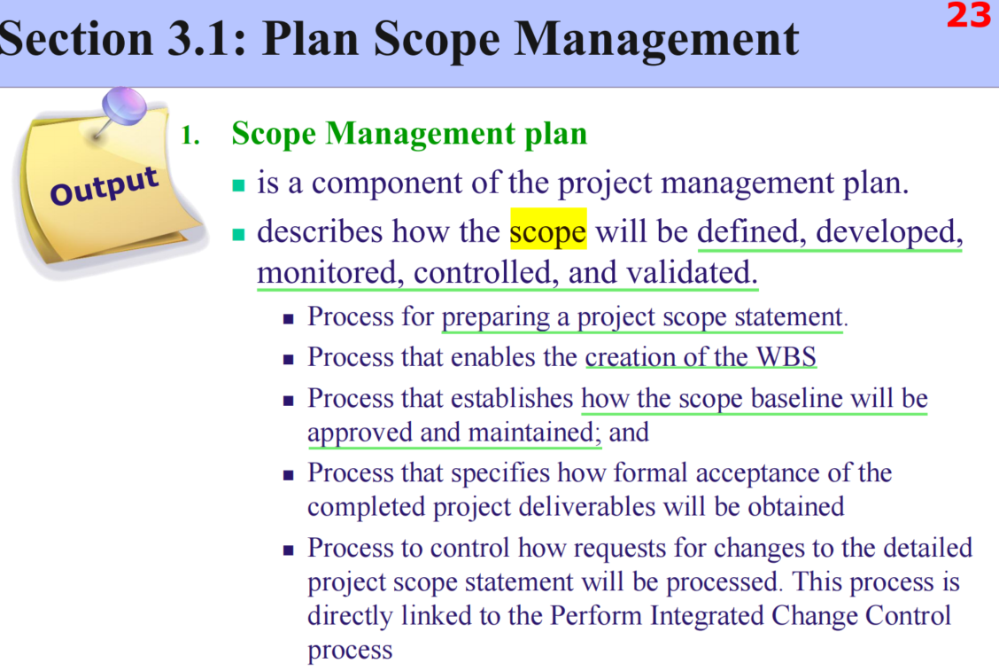 23
Section 3.1: Plan Scope Management
Output
1. Scope Management plan
■ is a component of the project management plan.
■ describes how the scope will be defined, developed,
monitored, controlled, and validated.
■ Process for preparing a project scope statement.
■ Process that enables the creation of the WBS
■ Process that establishes how the scope baseline will be
approved and maintained; and
■ Process that specifies how formal acceptance of the
completed project deliverables will be obtained
■ Process to control how requests for changes to the detailed
project scope statement will be processed. This process is
directly linked to the Perform Integrated Change Control
process